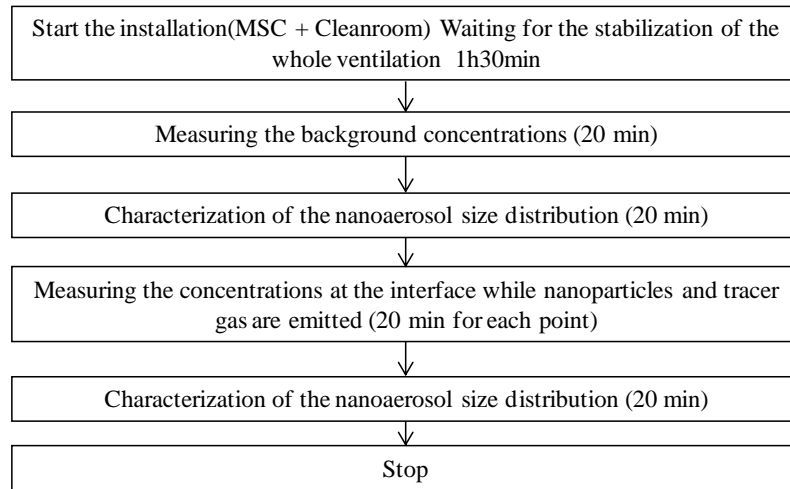 Start the installation(MSC + Cleanroom) Waiting for the stabilization of the
whole ventilation 1h30min
Measuring the background concentrations (20 min)
Characterization of the nanoaerosol size distribution (20 min)
Measuring the concentrations at the interface while nanoparticles and tracer
gas are emitted (20 min for each point)
Characterization of the nanoaerosol size distribution (20 min)
Stop